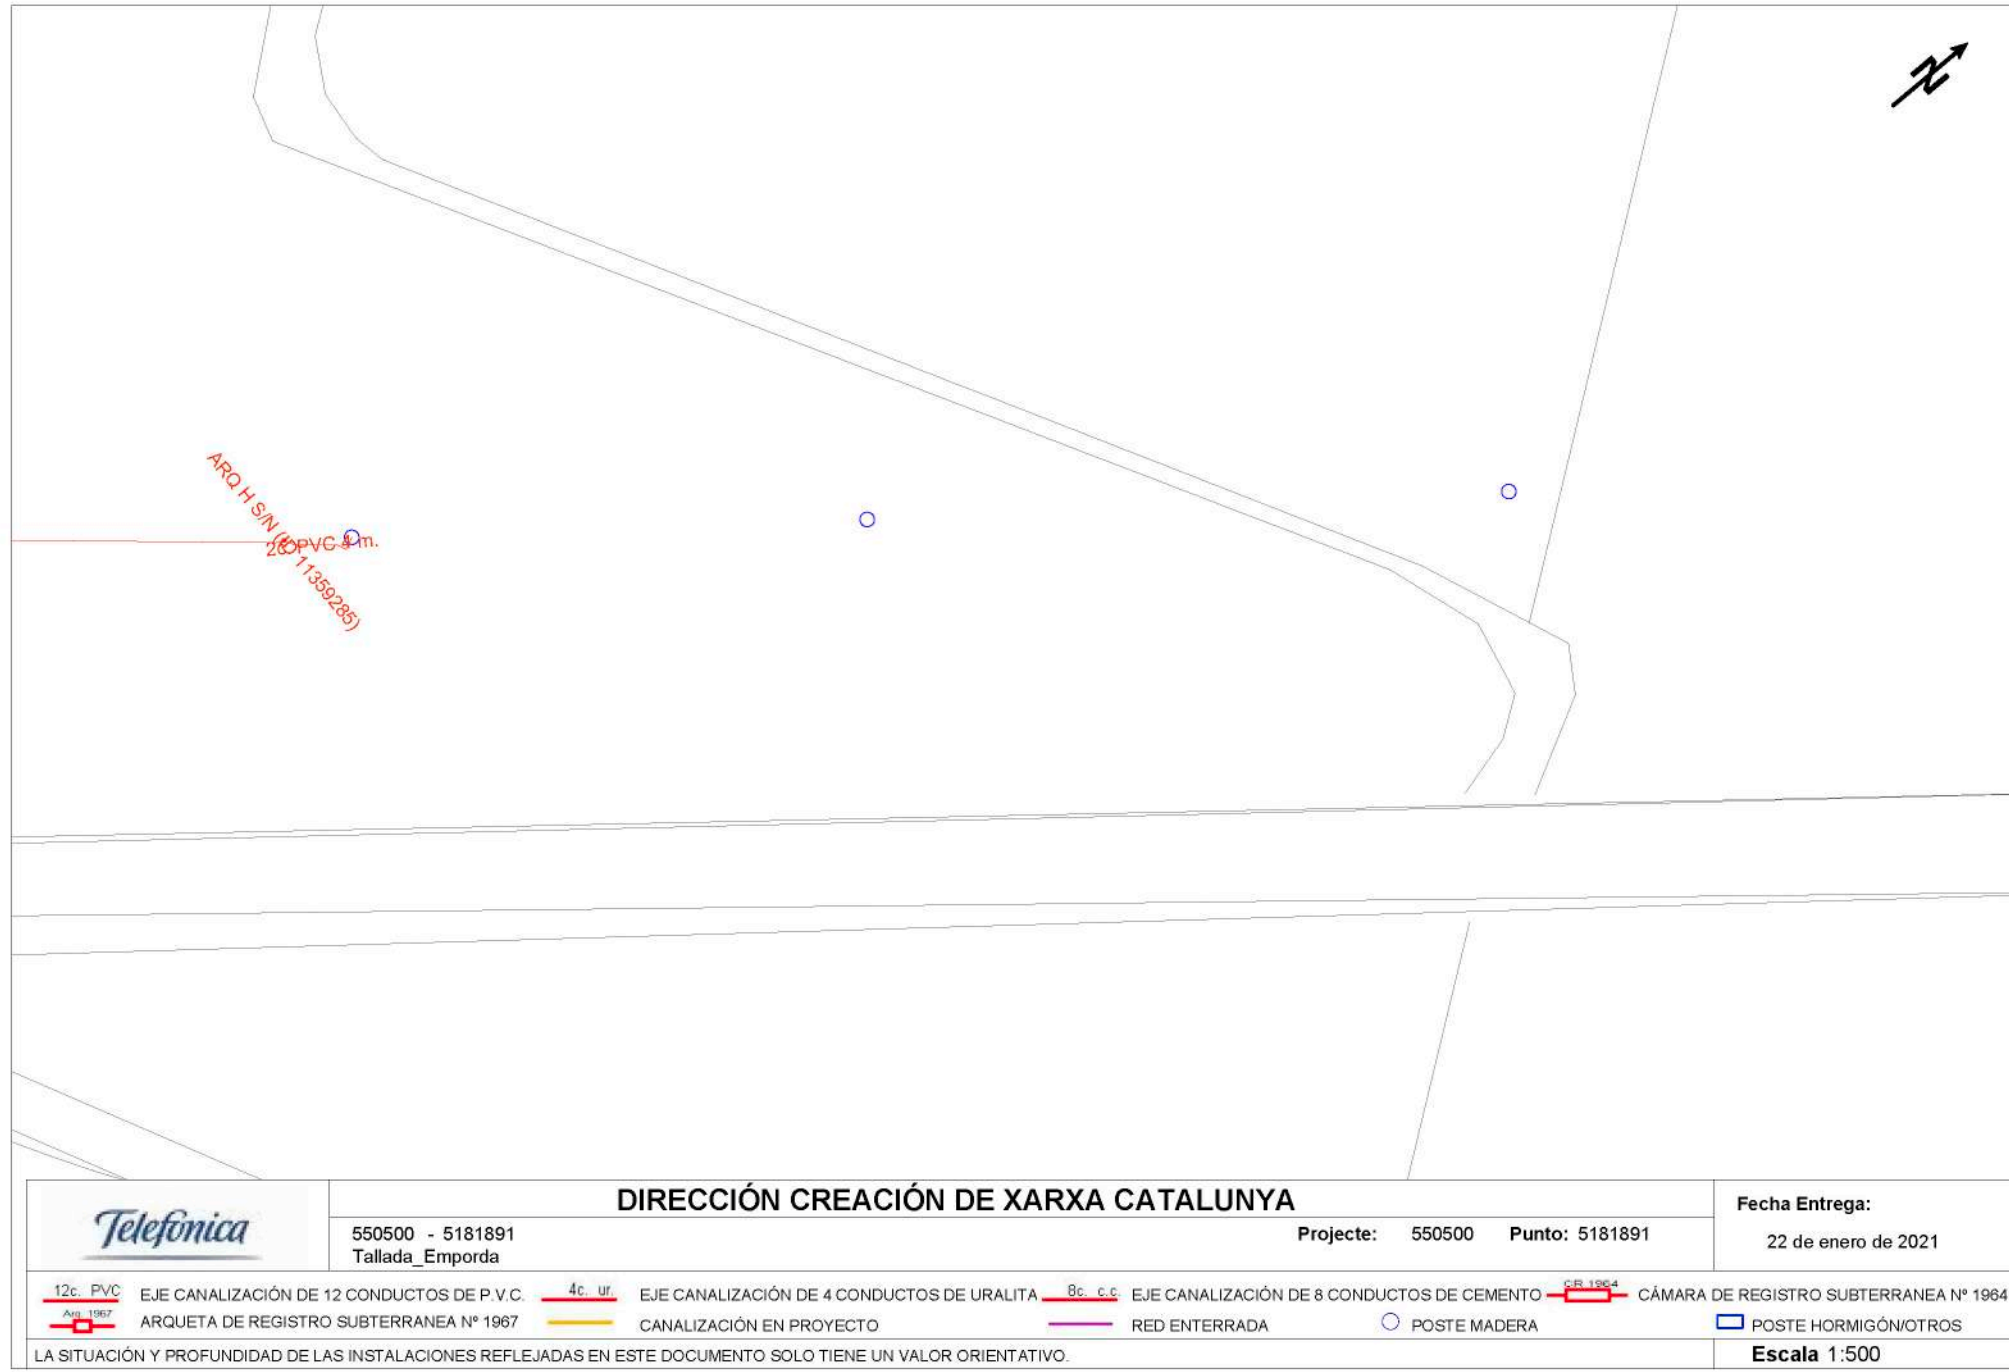 ARQ H S/N (ID 11359285)
PVC m.
Telefónica
DIRECCIÓN CREACIÓN DE XARXA CATALUNYA
550500 - 5181891
Tallada_Emporda
Projecte: 550500 Punto: 5181891
Fecha Entrega:
22 de enero de 2021
12c. PVC EJE CANALIZACIÓN DE 12 CONDUCTOS DE P.V.C.
4c. ur. EJE CANALIZACIÓN DE 4 CONDUCTOS DE URALITA
8c. c.c. EJE CANALIZACIÓN DE 8 CONDUCTOS DE CEMENTO
C.R. 1964 CÁMARA DE REGISTRO SUBTERRANEA Nº 1964
Arq. 1967 ARQUETA DE REGISTRO SUBTERRANEA Nº 1967
CANALIZACIÓN EN PROYECTO
RED ENTERRADA
POSTE MADERA
POSTE HORMIGÓN/OTROS
LA SITUACIÓN Y PROFUNDIDAD DE LAS INSTALACIONES REFLEJADAS EN ESTE DOCUMENTO SOLO TIENE UN VALOR ORIENTATIVO.
Escala 1:500